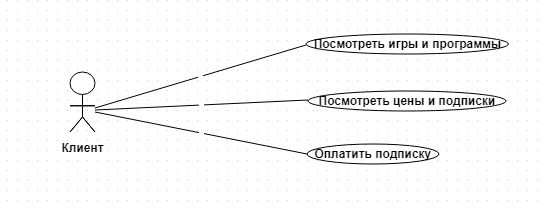 Посмотреть игры и программы
Посмотреть цены и подписки
Клиент
Оплатить подписку